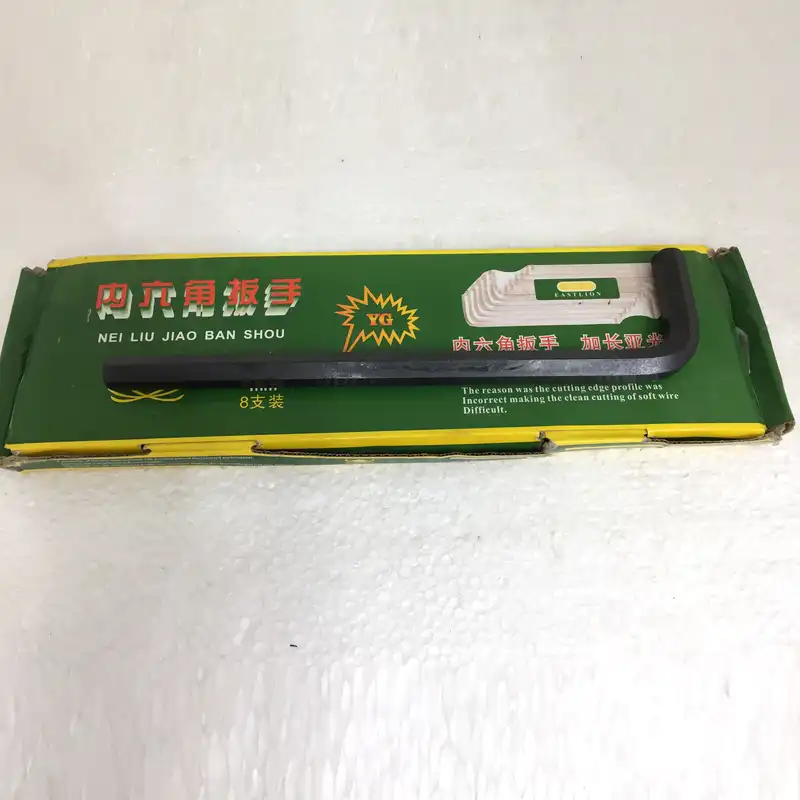 内六角扳手
NEI LIU JIAO BAN SHOU
YG
EASTLION
内六角扳手 加长亚光
8支装
The reason was the cutting edge profile was
Incorrect making the clean cutting of soft wire
Difficult.